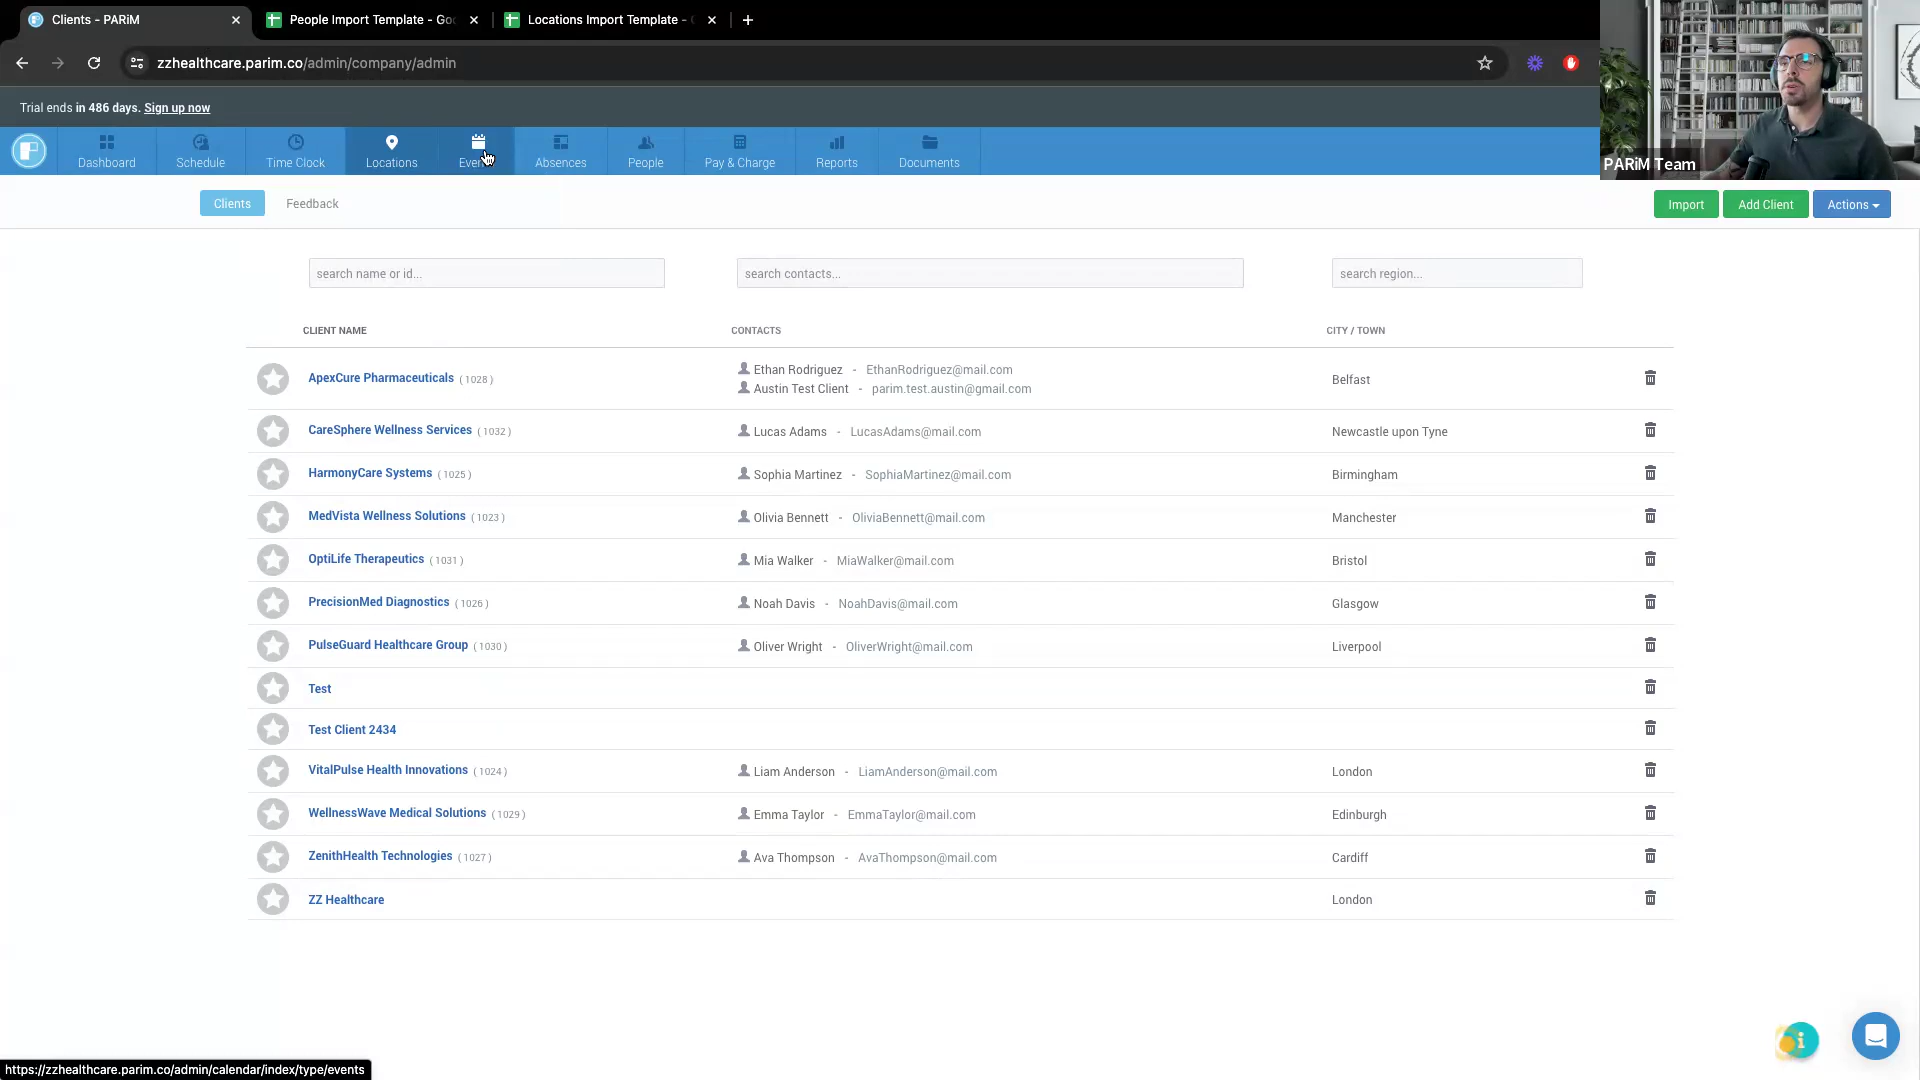 Clients - PARiM
People Import Template - Goo
Locations Import Template -
zzhealthcare.parim.co/admin/company/admin
Trial ends in 486 days. Sign up now
Dashboard
Schedule
Time Clock
Locations
Absences
People
Pay & Charge
Reports
Documents
PARiM Team
Clients
Feedback
Import
Add Client
Actions
search name or id...
search contacts...
search region...
CLIENT NAME
CONTACTS
CITY / TOWN
ApexCure Pharmaceuticals ( 1028 )
Ethan Rodriguez - EthanRodriguez@mail.com
Austin Test Client - parim.test.austin@gmail.com
Belfast
CareSphere Wellness Services ( 1032 )
Lucas Adams - LucasAdams@mail.com
Newcastle upon Tyne
HarmonyCare Systems ( 1025 )
Sophia Martinez - SophiaMartinez@mail.com
Birmingham
MedVista Wellness Solutions ( 1023 )
Olivia Bennett - OliviaBennett@mail.com
Manchester
OptiLife Therapeutics ( 1031 )
Mia Walker - MiaWalker@mail.com
Bristol
PrecisionMed Diagnostics ( 1026 )
Noah Davis - NoahDavis@mail.com
Glasgow
PulseGuard Healthcare Group ( 1030 )
Oliver Wright - OliverWright@mail.com
Liverpool
Test
Test Client 2434
VitalPulse Health Innovations ( 1024 )
Liam Anderson - LiamAnderson@mail.com
London
WellnessWave Medical Solutions ( 1029 )
Emma Taylor - EmmaTaylor@mail.com
Edinburgh
ZenithHealth Technologies ( 1027 )
Ava Thompson - AvaThompson@mail.com
Cardiff
ZZ Healthcare
London
https://zzhealthcare.parim.co/admin/calendar/index/type/events